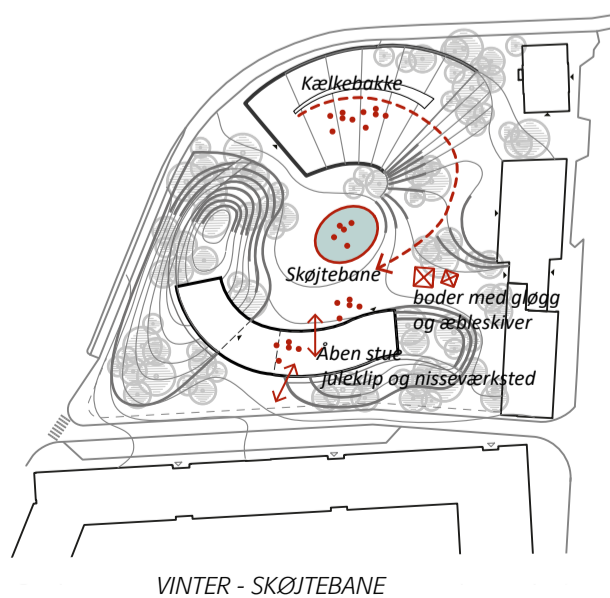 Kælkebakke
Skøjtebane
boder med gløgg
og æbleskiver
Åben stue
juleklip og nisseværksted
VINTER - SKØJTEBANE